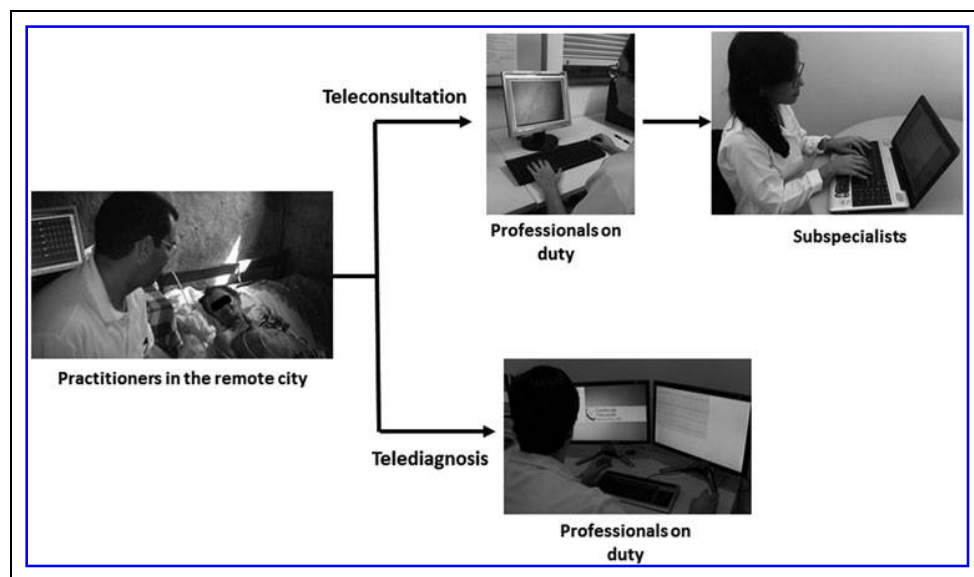 Teleconsultation
Professionals on
duty
Subspecialists
Practitioners in the remote city
Telediagnosis
Professionals on
duty